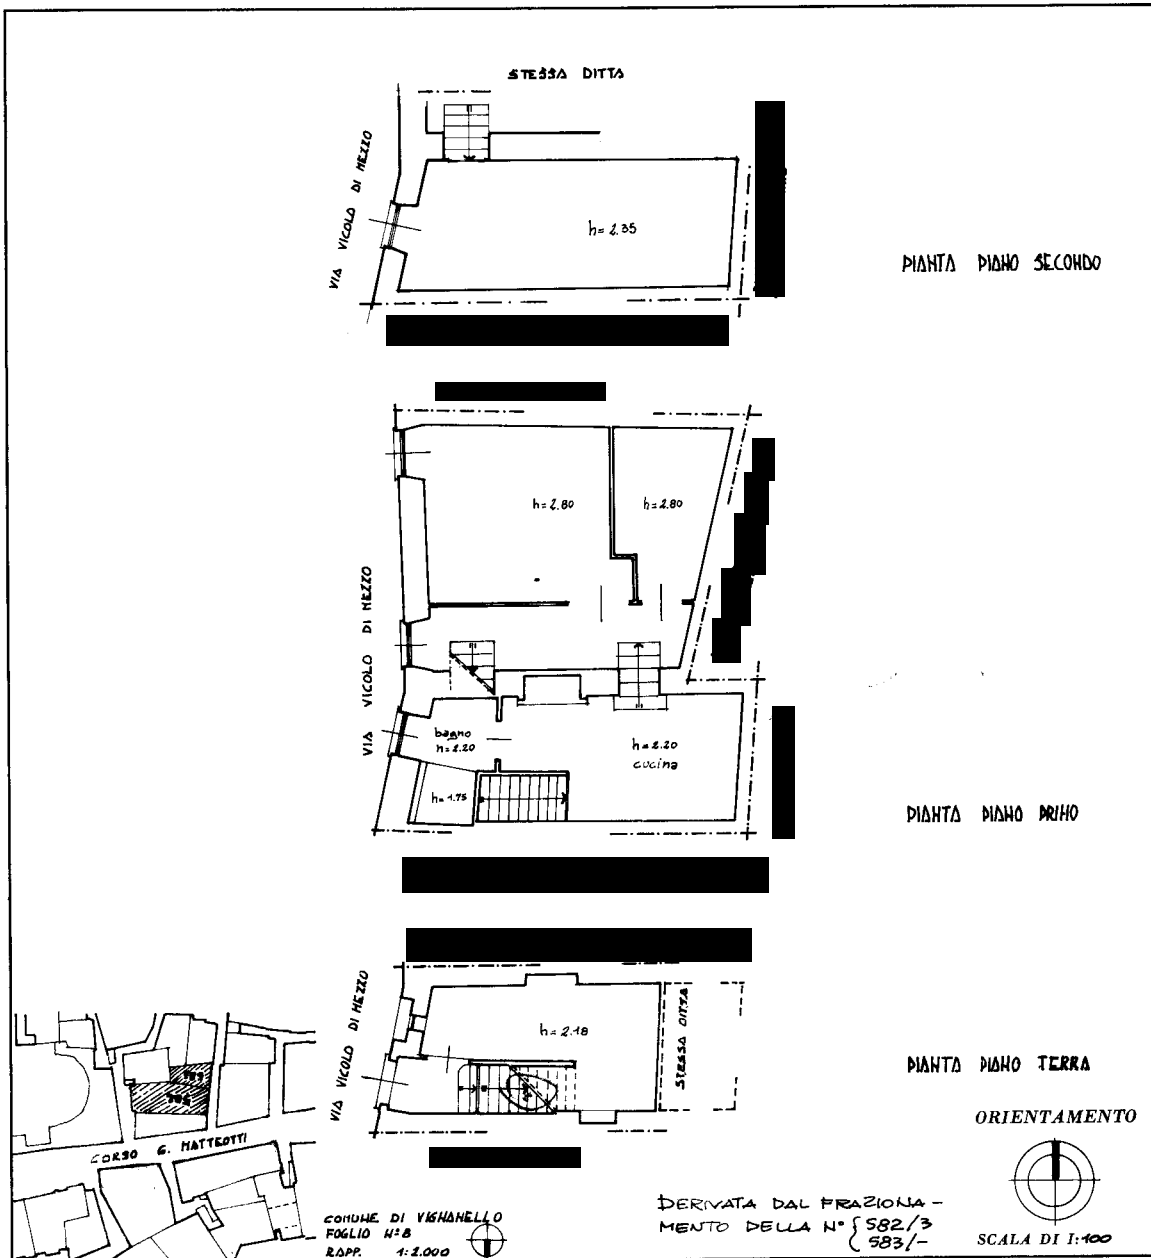 STESSA DITTA
VIA VICOLO DI MEZZO
h= 2.35
PIANTA PIANO SECONDO
h= 2.80
h= 2.80
VIA VICOLO DI MEZZO
bagno
h=2.20
h=2.20
cucina
h=1.75
PIANTA PIANO PRIMO
VIA VICOLO DI MEZZO
h= 2.18
STESSA DITTA
PIANTA PIANO TERRA
ORIENTAMENTO
CORSO G. MATTEOTTI
COMUNE DI VIGNANELLO
FOGLIO N° 8
RAPP. 1:2.000
DERIVATA DAL FRAZIONA-
MENTO DELLA N° { 582/3
583/-
SCALA DI 1:100